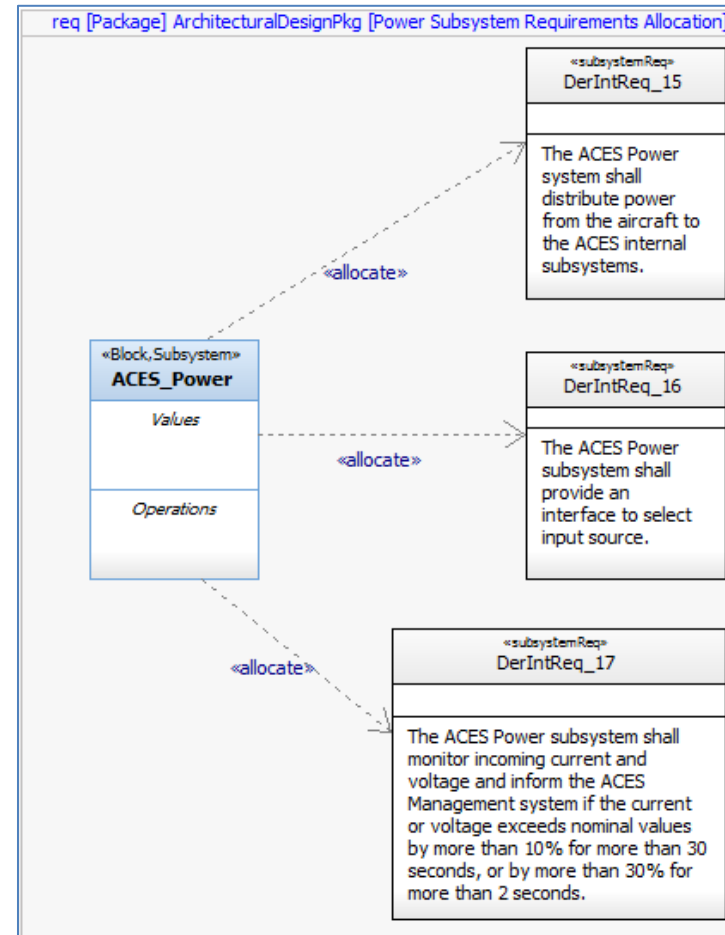 req [Package] ArchitecturalDesignPkg [Power Subsystem Requirements Allocation]
«subsystemReq»
DerIntReq_15
The ACES Power
system shall
distribute power
from the aircraft to
the ACES internal
subsystems.
«allocate»
«Block,Subsystem»
ACES_Power
Values
Operations
«allocate»
«subsystemReq»
DerIntReq_16
The ACES Power
subsystem shall
provide an
interface to select
input source.
«allocate»
«subsystemReq»
DerIntReq_17
The ACES Power subsystem shall
monitor incoming current and
voltage and inform the ACES
Management system if the current
or voltage exceeds nominal values
by more than 10% for more than 30
seconds, or by more than 30% for
more than 2 seconds.